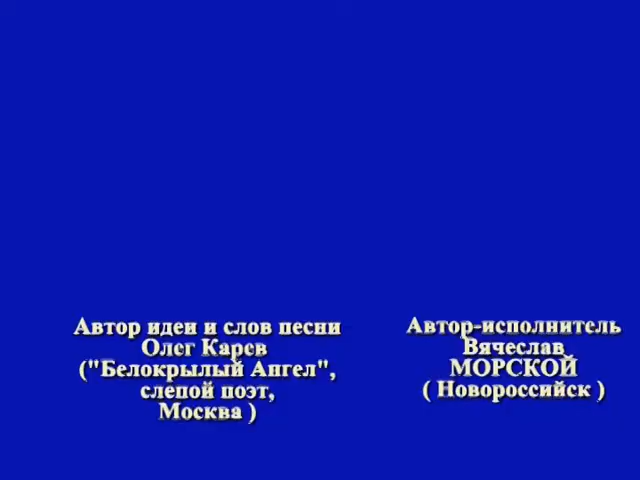 Автор идеи и слов песни
Олег Карев
("Белокрылый Ангел",
слепой поэт,
Москва )
Автор-исполнитель
Вячеслав
МОРСКОЙ
( Новороссийск )